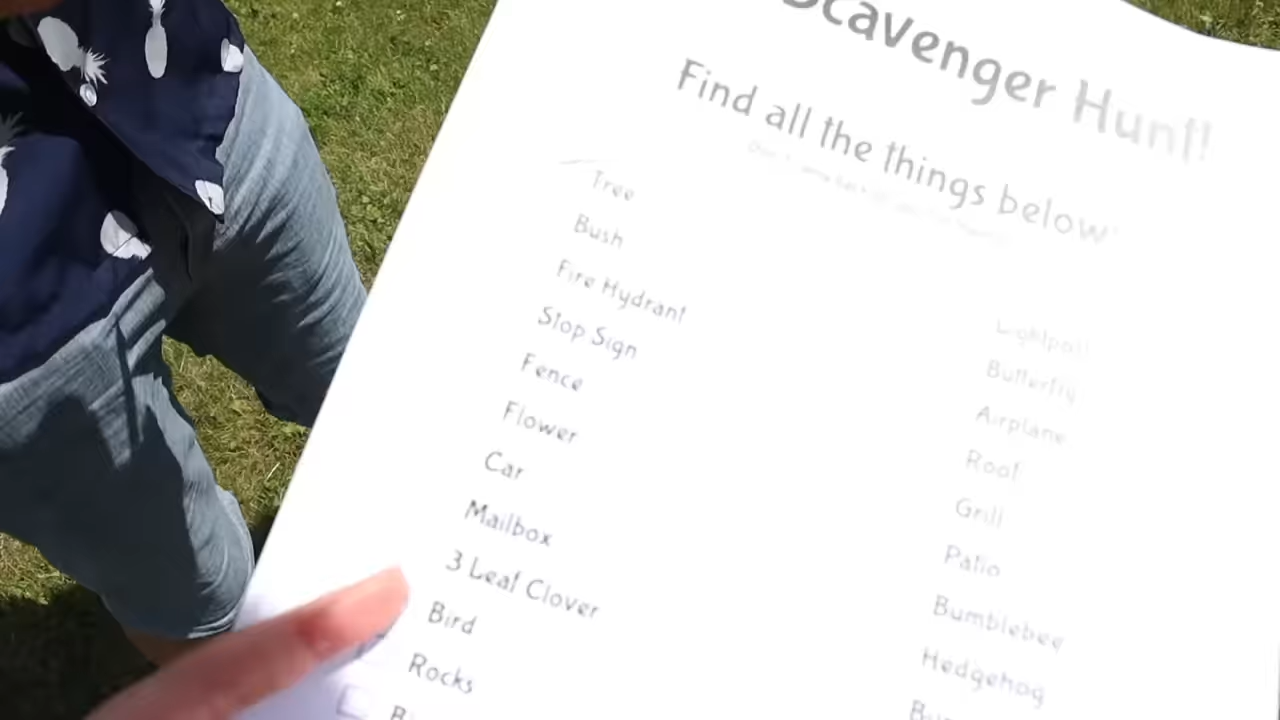 Scavenger Hunt!
Find all the things below
Tree
Bush
Fire Hydrant
Stop Sign
Fence
Flower
Car
Mailbox
3 Leaf Clover
Bird
Rocks
Butterfly
Airplane
Roof
Grill
Patio
Bumblebee
Hedgehog